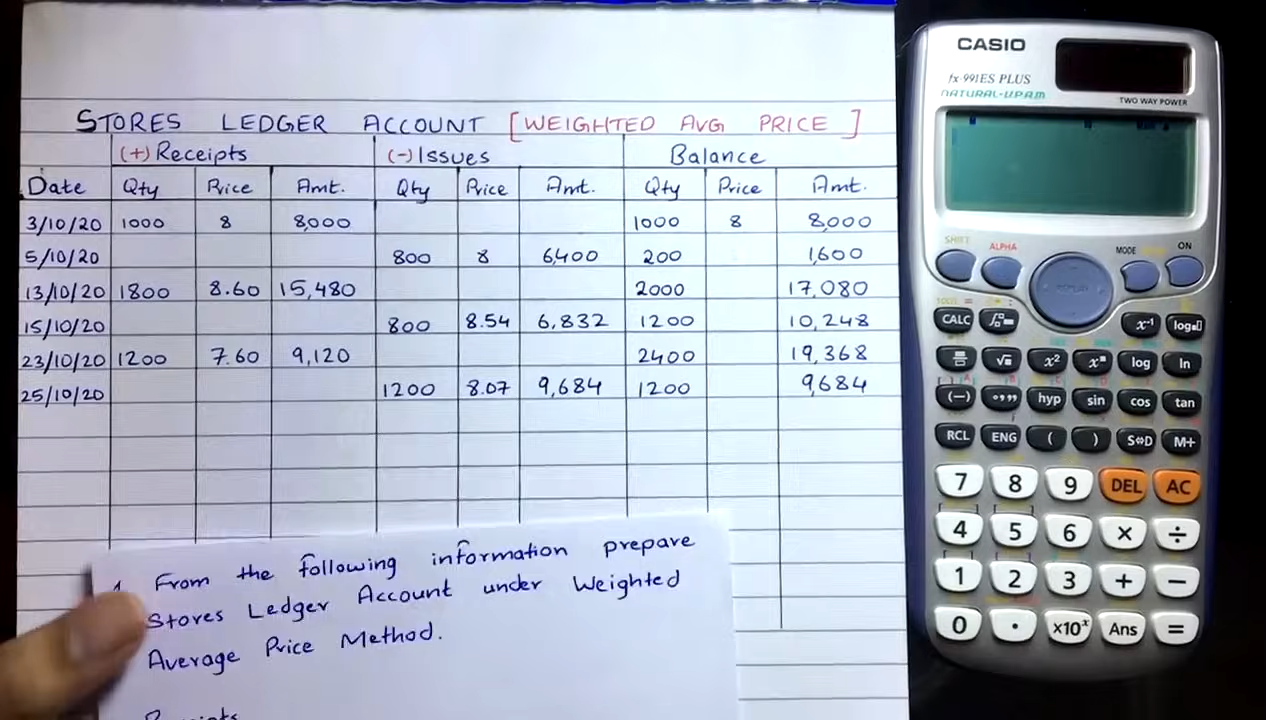 STORES LEDGER ACCOUNT [WEIGHTED AVG PRICE]
(+) Receipts (-) Issues Balance
Date Qty Price Amt. Qty Price Amt. Qty Price Amt.
3/10/20 1000 8 8,000 1000 8 8,000
5/10/20 800 8 6,400 200 1,600
13/10/20 1800 8.60 15,480 2000 17,080
15/10/20 800 8.54 6,832 1200 10,248
23/10/20 1200 7.60 9,120 2400 19,368
25/10/20 1200 8.07 9,684 1200 9,684
From the following information prepare
Stores Ledger Account under Weighted
Average Price Method.
Receipts
CASIO
fx-991ES PLUS
NATURAL-V.P.A.M.
TWO WAY POWER
SHIFT ALPHA MODE ON
REPLAY
CALC x⁻¹ log
√ x² log ln
(−) hyp sin cos tan
RCL ENG ( ) S⇔D M+
7 8 9 DEL AC
4 5 6 × ÷
1 2 3 + −
0 . ×10ˣ Ans =